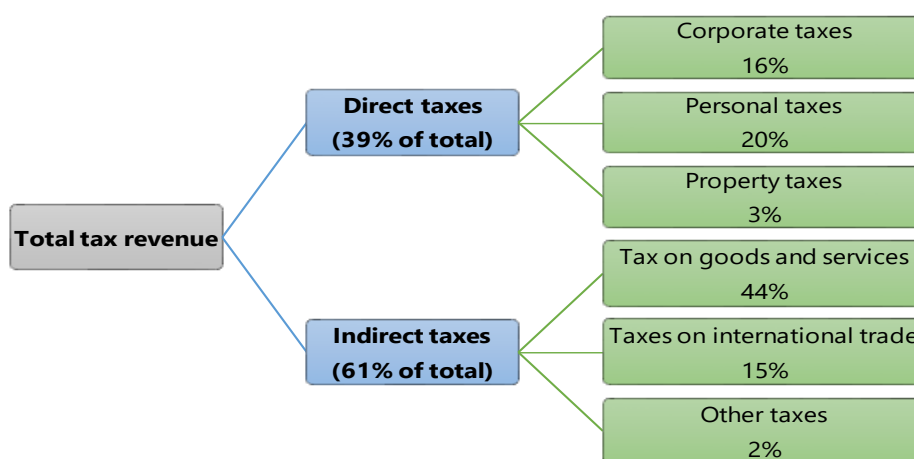 Total tax revenue
Direct taxes
(39% of total)
Corporate taxes
16%
Personal taxes
20%
Property taxes
3%
Indirect taxes
(61% of total)
Tax on goods and services
44%
Taxes on international trade
15%
Other taxes
2%